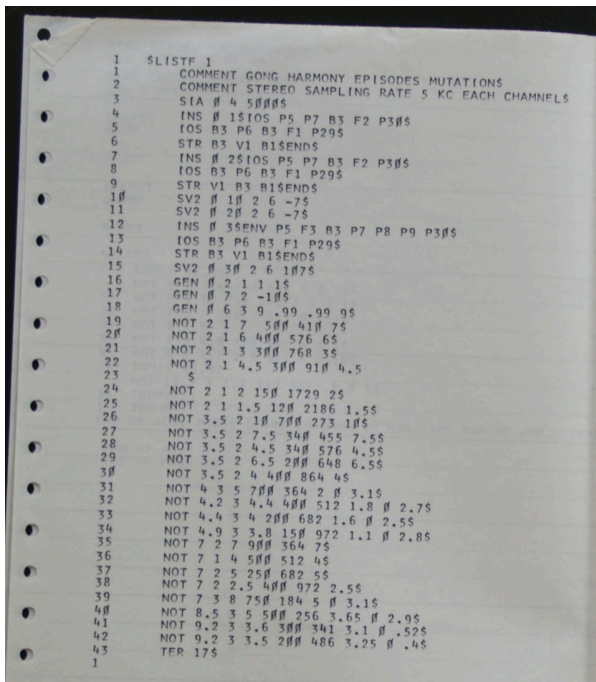 1 $LISTF 1
1 COMMENT GONG HARMONY EPISODES MUTATION$
2 COMMENT STEREO SAMPLING RATE 5 KC EACH CHAMNEL$
3 SIA Ø 4 5ØØØ$
4 INS Ø 1$IOS P5 P7 B3 F2 P3Ø$
5 IOS B3 P6 B3 F1 P29$
6 STR B3 V1 B1$END$
7 INS Ø 2$IOS P5 P7 B3 F2 P3Ø$
8 IOS B3 P6 B3 F1 P29$
9 STR V1 B3 B1$END$
1Ø SV2 Ø 1Ø 2 6 -7$
11 SV2 Ø 2Ø 2 6 -7$
12 INS Ø 3$ENV P5 F3 B3 P7 P8 P9 P3Ø$
13 IOS B3 P6 B3 F1 P29$
14 STR B3 V1 B1$END$
15 SV2 Ø 3Ø 2 6 1Ø7$
16 GEN Ø 2 1 1 1$
17 GEN Ø 7 2 -1Ø$
18 GEN Ø 6 3 9 .99 .99 9$
19 NOT 2 1 7 5ØØ 41Ø 7$
2Ø NOT 2 1 6 4ØØ 576 6$
21 NOT 2 1 3 3ØØ 768 3$
22 NOT 2 1 4.5 3ØØ 91Ø 4.5
23 $
24 NOT 2 1 2 15Ø 1729 2$
25 NOT 2 1 1.5 12Ø 2186 1.5$
26 NOT 3.5 2 1Ø 7ØØ 273 1Ø$
27 NOT 3.5 2 7.5 34Ø 455 7.5$
28 NOT 3.5 2 4.5 34Ø 576 4.5$
29 NOT 3.5 2 6.5 2ØØ 648 6.5$
3Ø NOT 3.5 2 4 4ØØ 864 4$
31 NOT 4 3 5 7ØØ 364 2 Ø 3.1$
32 NOT 4.2 3 4.4 4ØØ 512 1.8 Ø 2.7$
33 NOT 4.4 3 4 2ØØ 682 1.6 Ø 2.5$
34 NOT 4.9 3 3.8 15Ø 972 1.1 Ø 2.8$
35 NOT 7 2 7 9ØØ 364 7$
36 NOT 7 1 4 5ØØ 512 4$
37 NOT 7 2 5 25Ø 682 5$
38 NOT 7 2 2.5 4ØØ 972 2.5$
39 NOT 7 3 8 75Ø 184 5 Ø 3.1$
4Ø NOT 8.5 3 5 5ØØ 256 3.65 Ø 2.9$
41 NOT 9.2 3 3.6 3ØØ 341 3.1 Ø .52$
42 NOT 9.2 3 3.5 2ØØ 486 3.25 Ø .4$
43 TER 17$
1